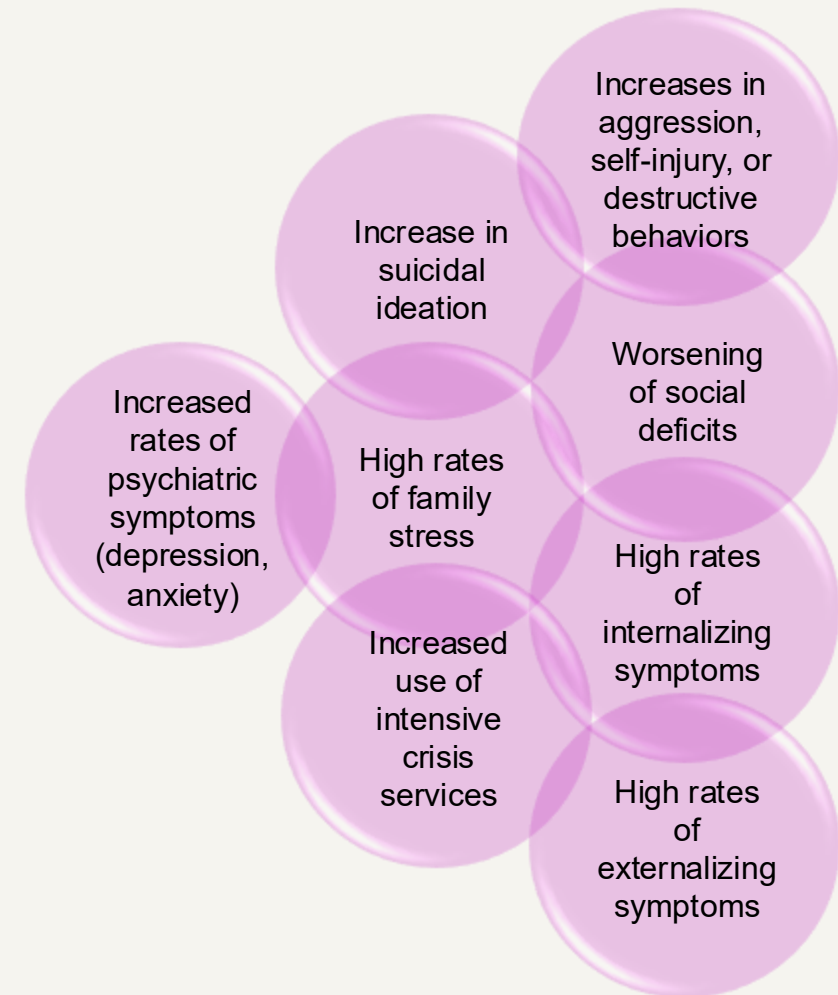 Increases in
aggression,
self-injury, or
destructive
behaviors
Increase in
suicidal
ideation
Worsening
of social
deficits
Increased
rates of
psychiatric
symptoms
(depression,
anxiety)
High rates
of family
stress
High rates
of
internalizing
symptoms
Increased
use of
intensive
crisis
services
High rates
of
externalizing
symptoms